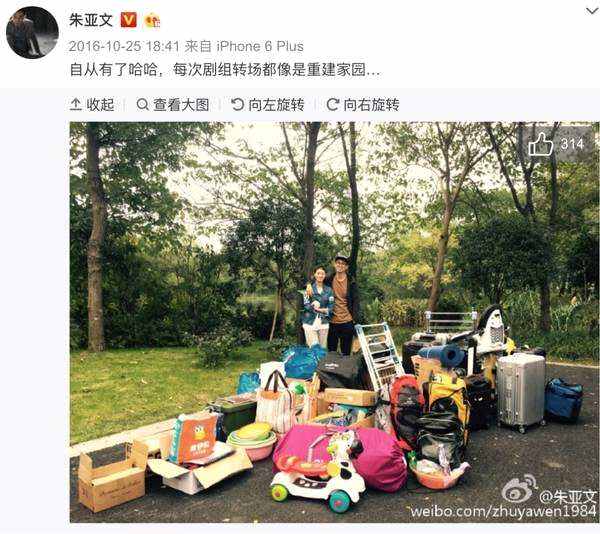 朱亚文
2016-10-25 18:41 来自 iPhone 6 Plus
自从有了哈哈，每次剧组转场都像是重建家园...
收起 查看大图 向左旋转 向右旋转
314
@朱亚文
weibo.com/zhuyawen1984